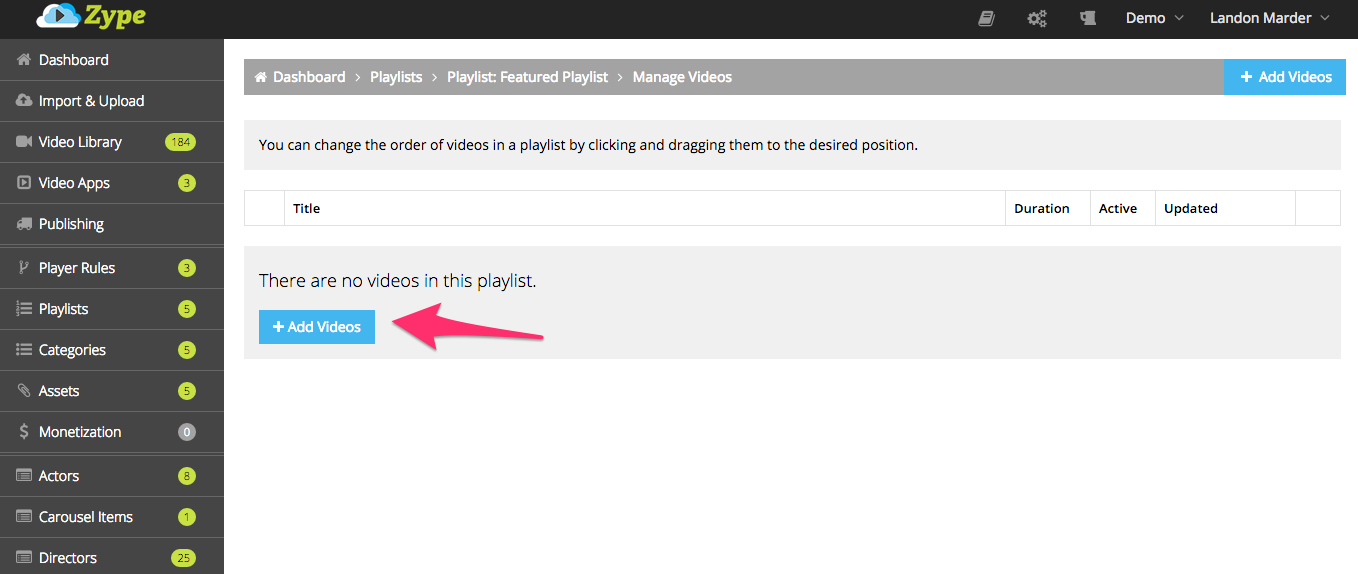 Zype
Demo
Landon Marder
Dashboard
Import & Upload
Video Library 184
Video Apps 3
Publishing
Player Rules 3
Playlists 5
Categories 5
Assets 5
Monetization 0
Actors 8
Carousel Items 1
Directors 25
Dashboard > Playlists > Playlist: Featured Playlist > Manage Videos
+ Add Videos
You can change the order of videos in a playlist by clicking and dragging them to the desired position.
Title Duration Active Updated
There are no videos in this playlist.
+ Add Videos